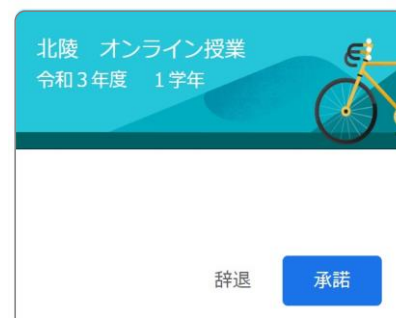 北陵　オンライン授業
令和３年度　１学年
辞退
承諾